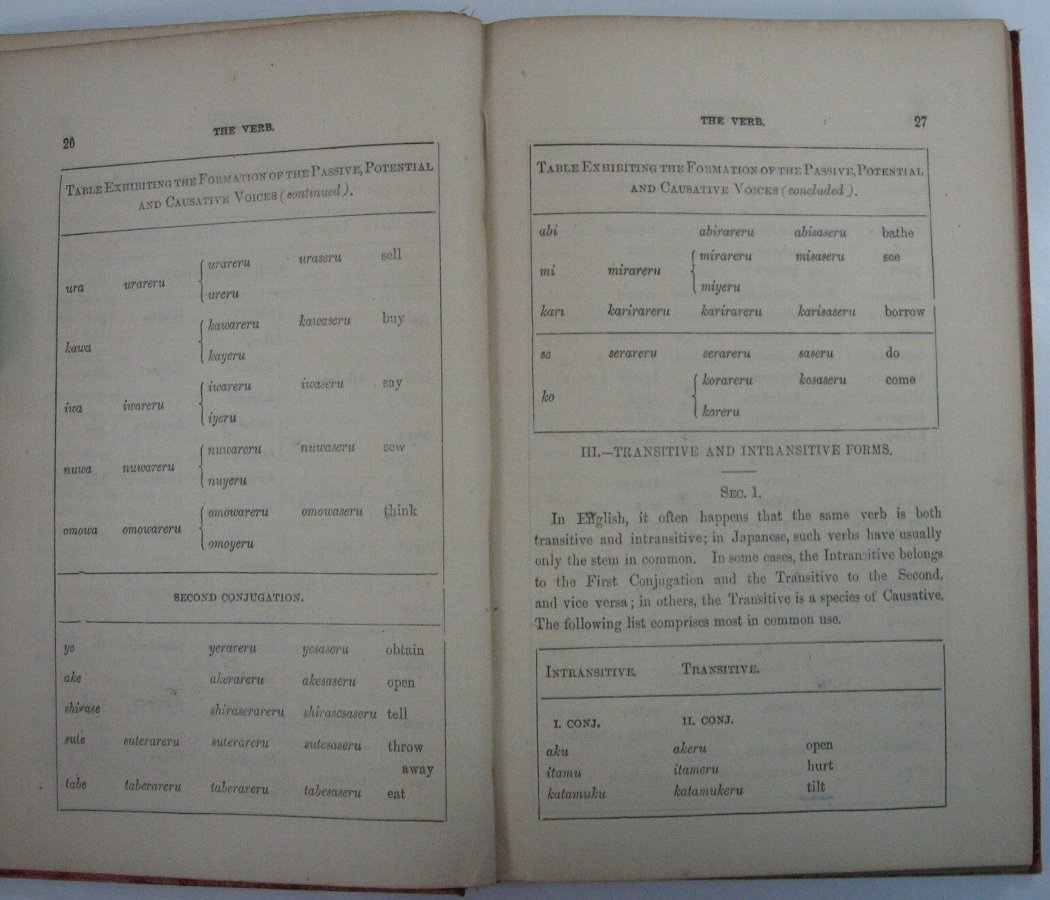 26
THE VERB.
TABLE EXHIBITING THE FORMATION OF THE PASSIVE, POTENTIAL
AND CAUSATIVE VOICES (continued).
ura urareru { urareru uraseru sell
ureru
kawa { kawareru kawaseru buy
kayeru
iwa iwareru { iwareru iwaseru say
iyeru
nuwa nuwareru { nuwareru nuwaseru sew
nuyeru
omowa omowareru { omowareru omowaseru think
omoyeru
SECOND CONJUGATION.
ye yerareru yesaseru obtain
ake akerareru akesaseru open
shirase shiraserareru shirasesaseru tell
sute suterareru suterareru sutesaseru throw
away
tabe taberareru taberareru tabesaseru eat
THE VERB.
27
TABLE EXHIBITING THE FORMATION OF THE PASSIVE, POTENTIAL
AND CAUSATIVE VOICES (concluded).
abi abirareru abisaseru bathe
mi mirareru { mirareru misaseru see
miyeru
kari karirareru karirareru karisaseru borrow
se serareru serareru saseru do
ko { korareru kosaseru come
koreru
III.—TRANSITIVE AND INTRANSITIVE FORMS.
SEC. 1.
In English, it often happens that the same verb is both
transitive and intransitive; in Japanese, such verbs have usually
only the stem in common. In some cases, the Intransitive belongs
to the First Conjugation and the Transitive to the Second,
and vice versa; in others, the Transitive is a species of Causative.
The following list comprises most in common use.
INTRANSITIVE. TRANSITIVE.
I. CONJ. II. CONJ.
aku akeru open
itamu itameru hurt
katamuku katamukeru tilt